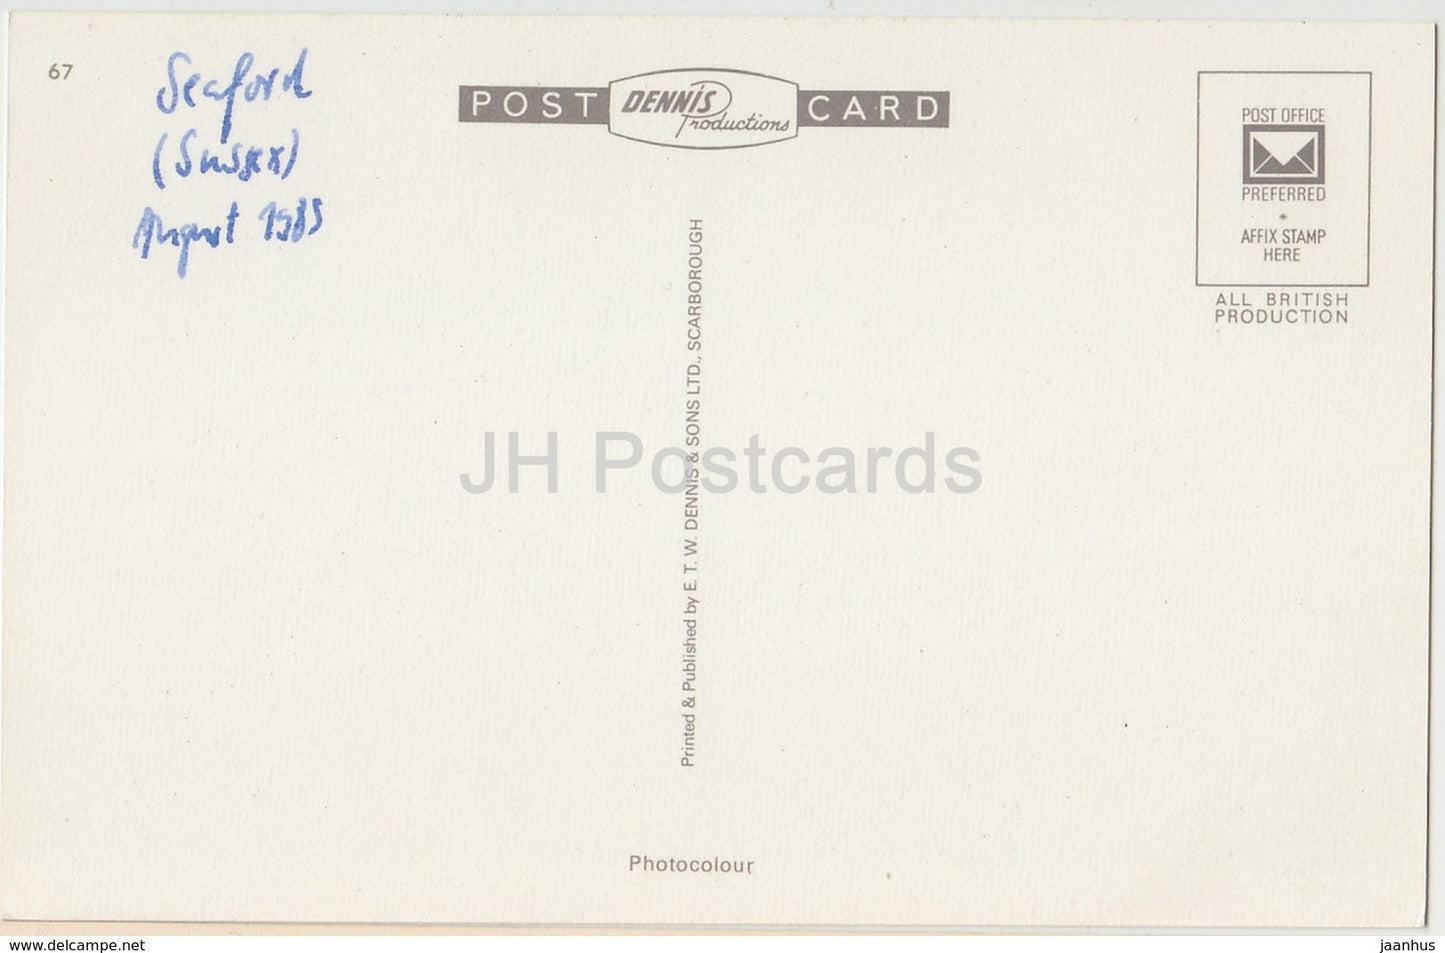 67
Seaford
(Sussex)
August 1985
POST DENNIS Productions CARD
POST OFFICE
PREFERRED
AFFIX STAMP
HERE
ALL BRITISH
PRODUCTION
Printed & Published by E. T. W. DENNIS & SONS LTD., SCARBOROUGH
JH Postcards
Photocolour
www.delcampe.net
jaanhus